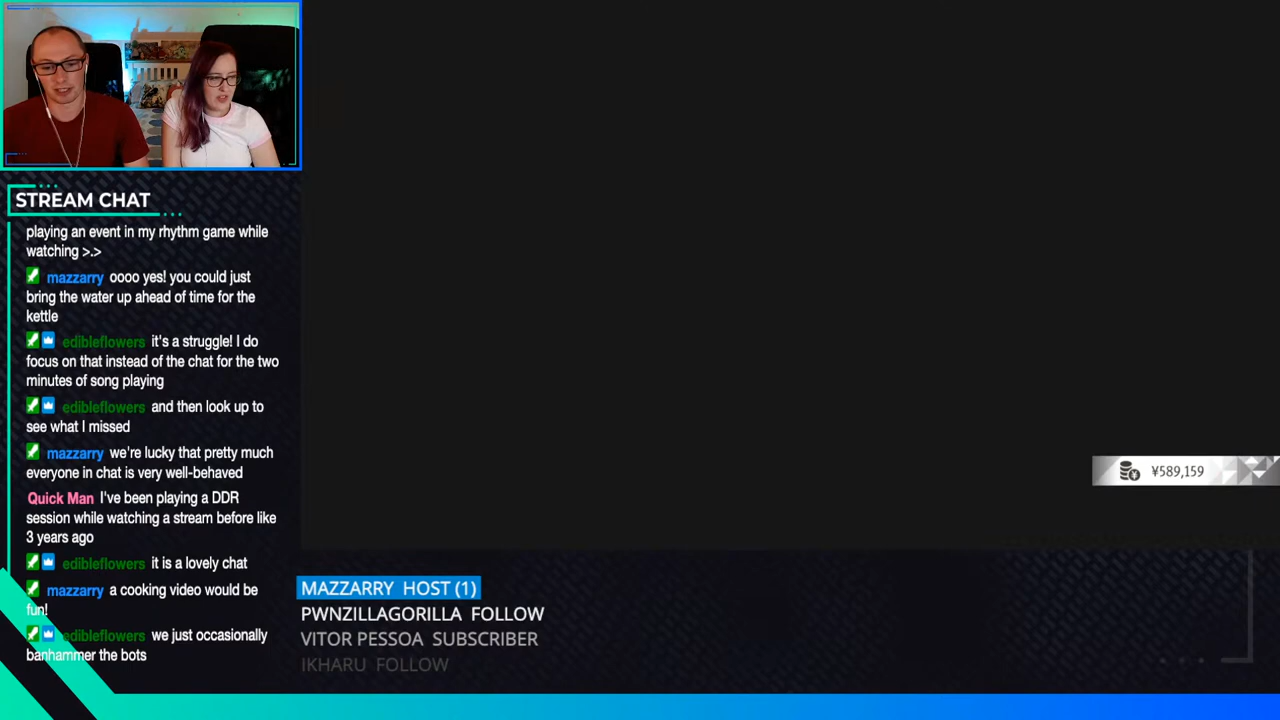 STREAM CHAT
playing an event in my rhythm game while
watching >.>
mazzarry oooo yes! you could just
bring the water up ahead of time for the
kettle
edibleflowers it's a struggle! I do
focus on that instead of the chat for the two
minutes of song playing
edibleflowers and then look up to
see what I missed
mazzarry we're lucky that pretty much
everyone in chat is very well-behaved
Quick Man I've been playing a DDR
session while watching a stream before like
3 years ago
edibleflowers it is a lovely chat
mazzarry a cooking video would be
fun!
edibleflowers we just occasionally
banhammer the bots
¥589,159
MAZZARRY HOST (1)
PWNZILLAGORILLA FOLLOW
VITOR PESSOA SUBSCRIBER
IKHARU FOLLOW